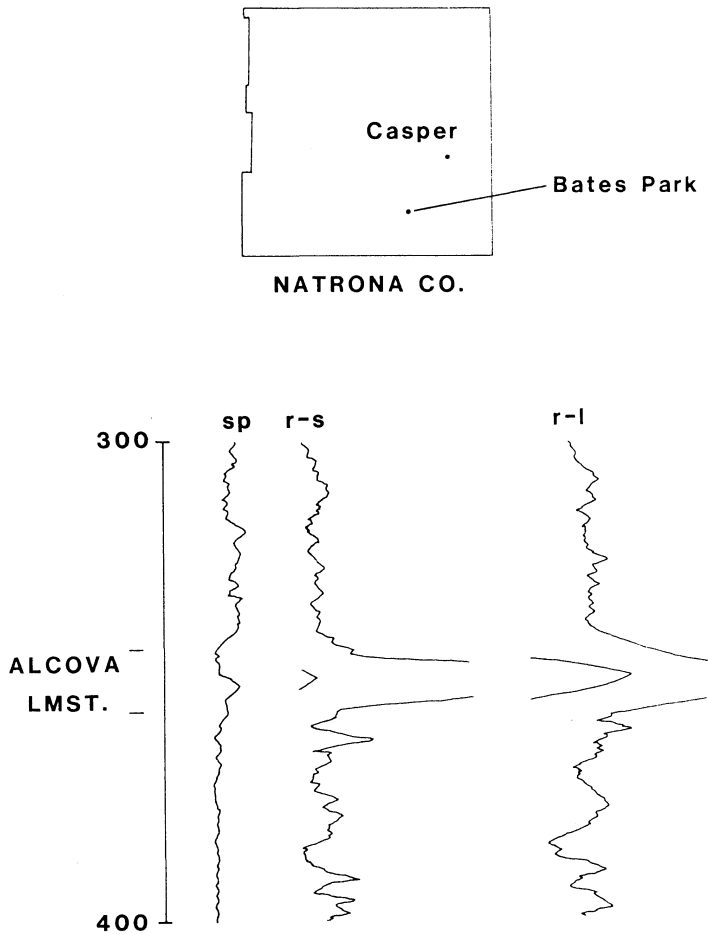 Casper
Bates Park
NATRONA CO.
sp r-s r-l
300
ALCOVA
LMST.
400